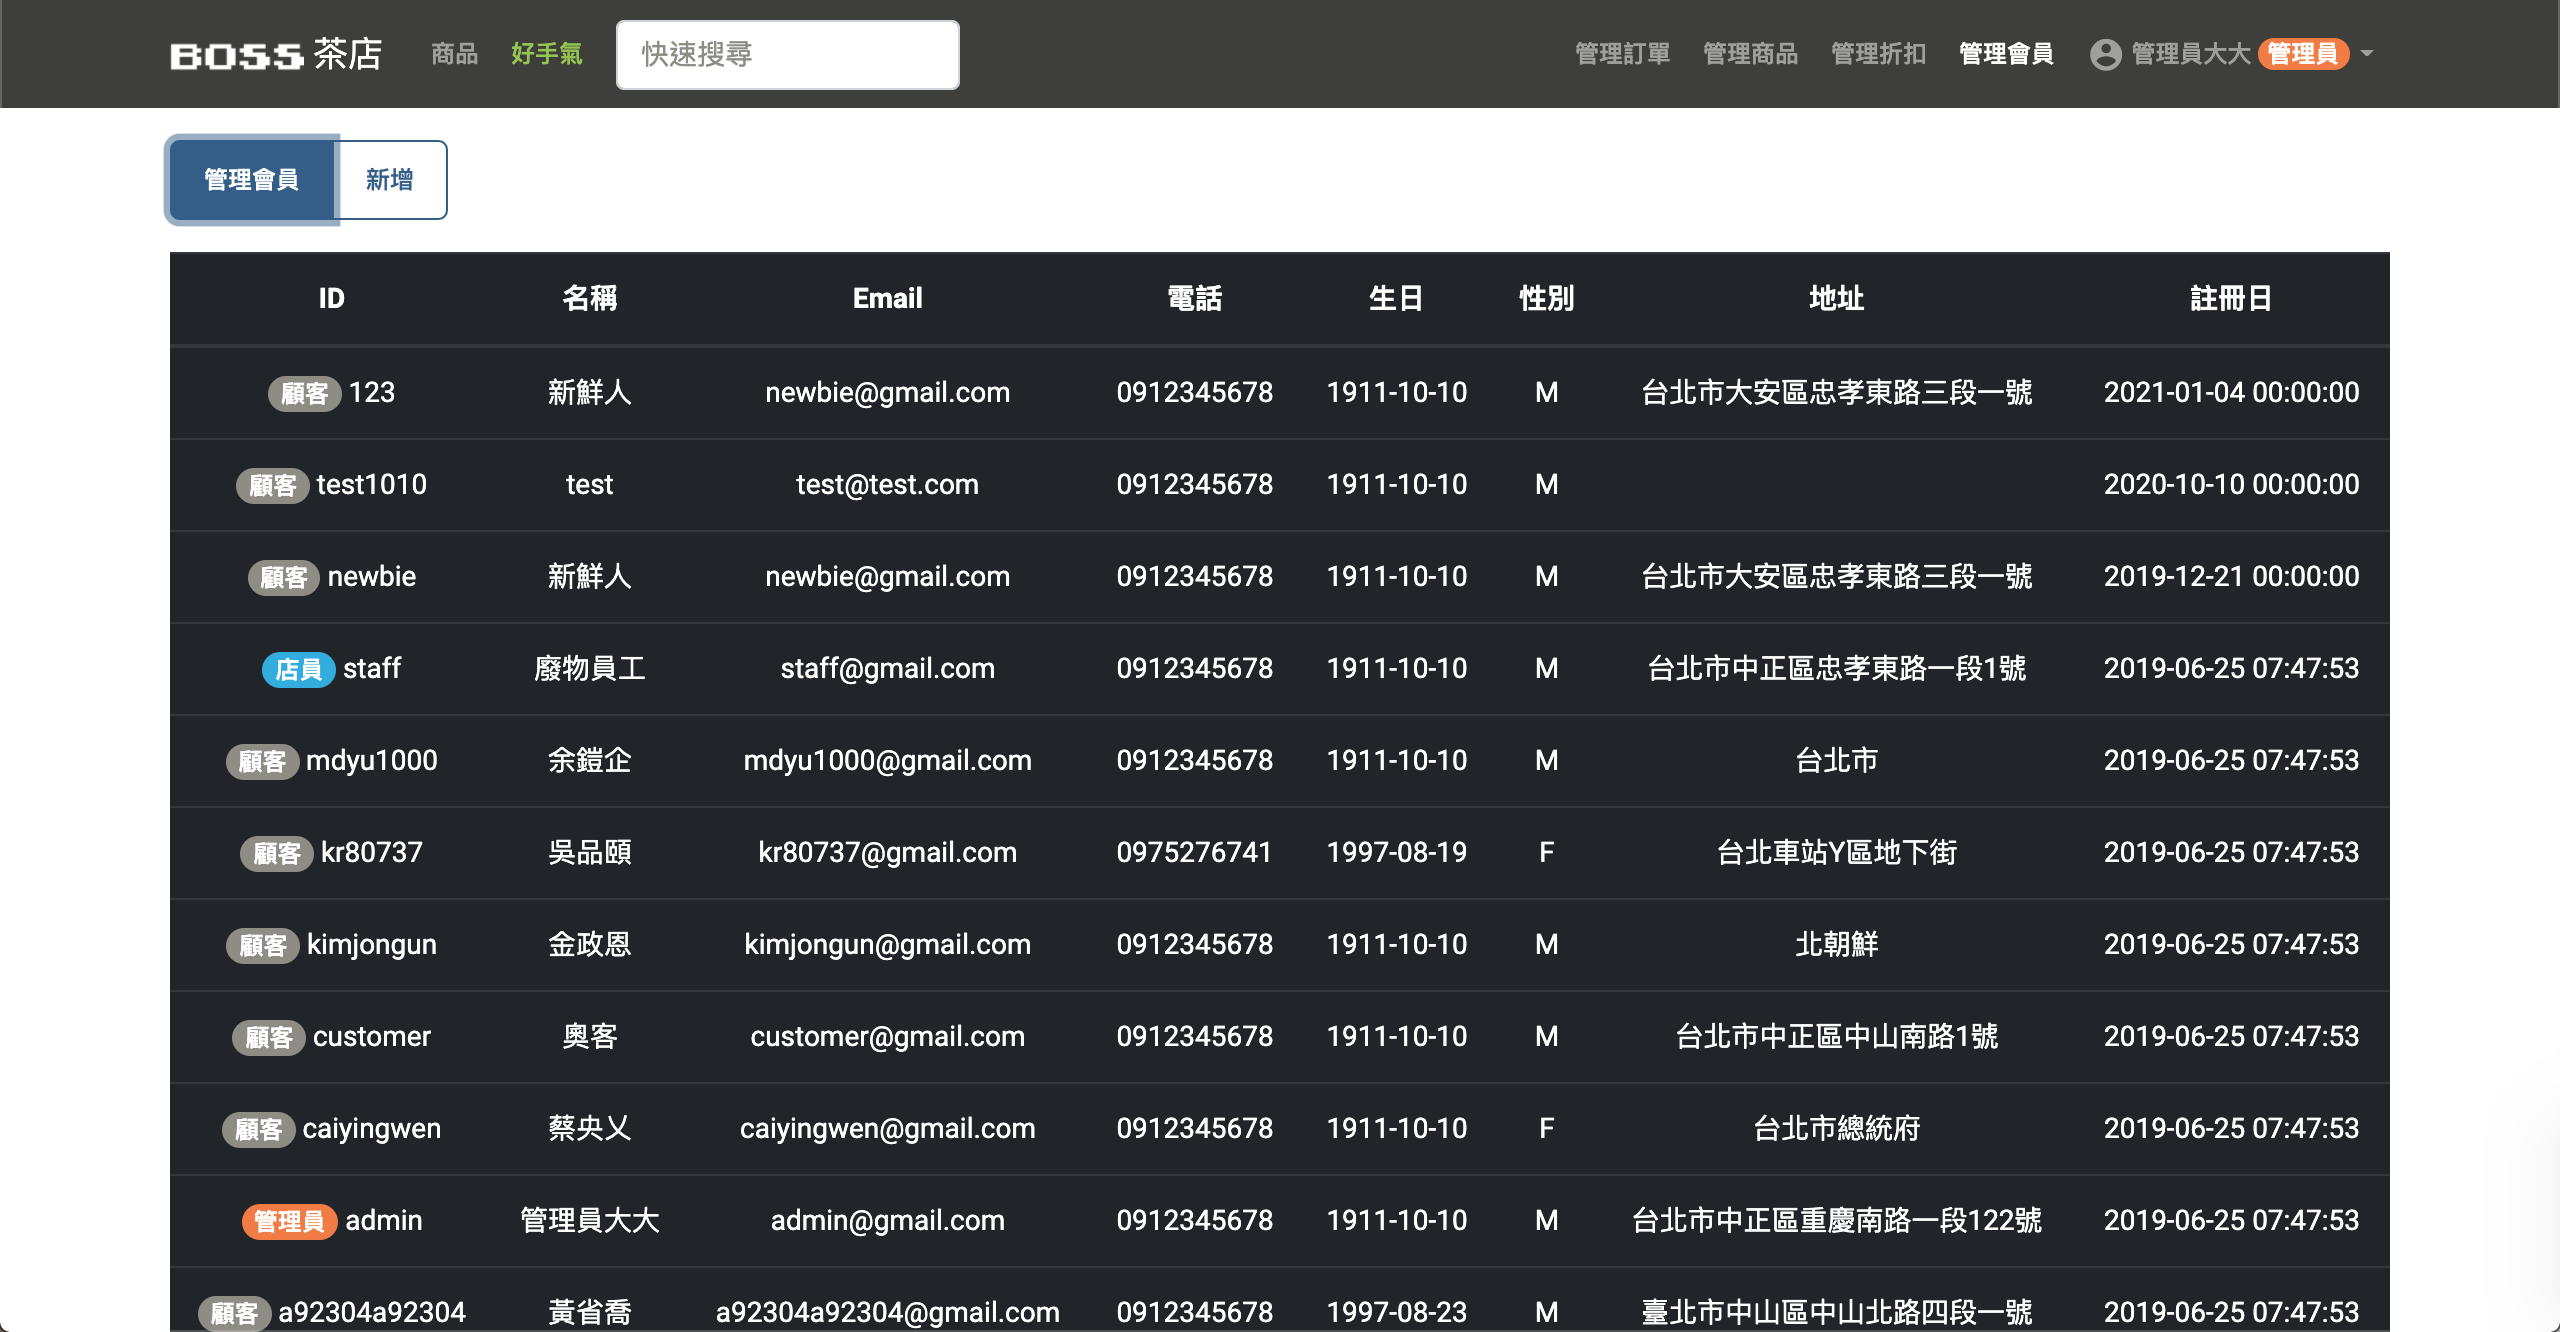 BOSS 茶店 商品 好手氣 快速搜尋 管理訂單 管理商品 管理折扣 管理會員 管理員大大 管理員
管理會員 新增
ID 名稱 Email 電話 生日 性別 地址 註冊日
顧客 123 新鮮人 newbie@gmail.com 0912345678 1911-10-10 M 台北市大安區忠孝東路三段一號 2021-01-04 00:00:00
顧客 test1010 test test@test.com 0912345678 1911-10-10 M 2020-10-10 00:00:00
顧客 newbie 新鮮人 newbie@gmail.com 0912345678 1911-10-10 M 台北市大安區忠孝東路三段一號 2019-12-21 00:00:00
店員 staff 廢物員工 staff@gmail.com 0912345678 1911-10-10 M 台北市中正區忠孝東路一段1號 2019-06-25 07:47:53
顧客 mdyu1000 余鎧企 mdyu1000@gmail.com 0912345678 1911-10-10 M 台北市 2019-06-25 07:47:53
顧客 kr80737 吳品頤 kr80737@gmail.com 0975276741 1997-08-19 F 台北車站Y區地下街 2019-06-25 07:47:53
顧客 kimjongun 金政恩 kimjongun@gmail.com 0912345678 1911-10-10 M 北朝鮮 2019-06-25 07:47:53
顧客 customer 奧客 customer@gmail.com 0912345678 1911-10-10 M 台北市中正區中山南路1號 2019-06-25 07:47:53
顧客 caiyingwen 蔡央乂 caiyingwen@gmail.com 0912345678 1911-10-10 F 台北市總統府 2019-06-25 07:47:53
管理員 admin 管理員大大 admin@gmail.com 0912345678 1911-10-10 M 台北市中正區重慶南路一段122號 2019-06-25 07:47:53
顧客 a92304a92304 黃省喬 a92304a92304@gmail.com 0912345678 1997-08-23 M 臺北市中山區中山北路四段一號 2019-06-25 07:47:53